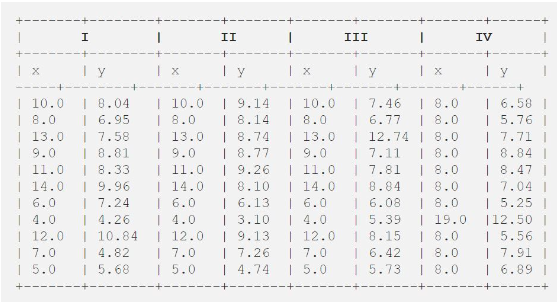 I II III IV
x y x y x y x y
10.0 8.04 10.0 9.14 10.0 7.46 8.0 6.58
8.0 6.95 8.0 8.14 8.0 6.77 8.0 5.76
13.0 7.58 13.0 8.74 13.0 12.74 8.0 7.71
9.0 8.81 9.0 8.77 9.0 7.11 8.0 8.84
11.0 8.33 11.0 9.26 11.0 7.81 8.0 8.47
14.0 9.96 14.0 8.10 14.0 8.84 8.0 7.04
6.0 7.24 6.0 6.13 6.0 6.08 8.0 5.25
4.0 4.26 4.0 3.10 4.0 5.39 19.0 12.50
12.0 10.84 12.0 9.13 12.0 8.15 8.0 5.56
7.0 4.82 7.0 7.26 7.0 6.42 8.0 7.91
5.0 5.68 5.0 4.74 5.0 5.73 8.0 6.89